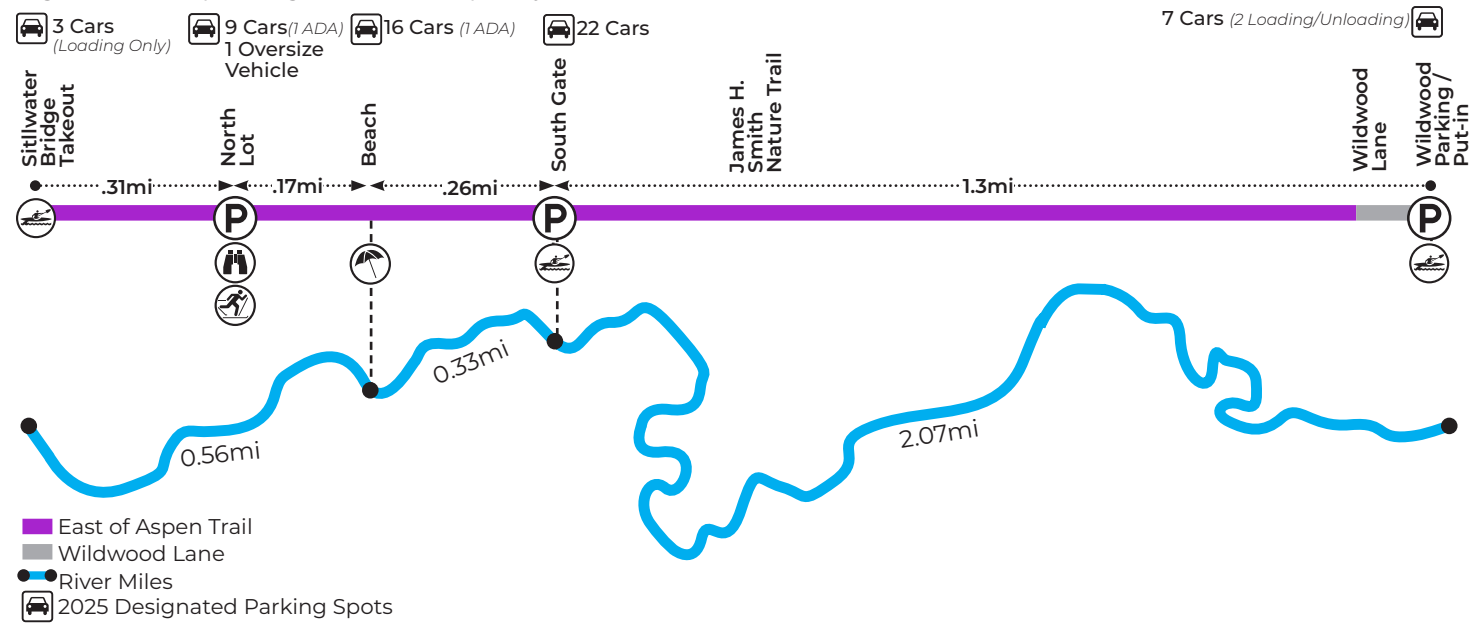 3 Cars
(Loading Only)
9 Cars(1 ADA)
1 Oversize
Vehicle
16 Cars (1 ADA)
22 Cars
7 Cars (2 Loading/Unloading)
Sitllwater
Bridge
Takeout
North
Lot
Beach
South Gate
James H.
Smith
Nature Trail
Wildwood
Lane
Wildwood
Parking/
Put-in
.31mi
.17mi
.26mi
1.3mi
P
P
P
0.56mi
0.33mi
2.07mi
East of Aspen Trail
Wildwood Lane
River Miles
2025 Designated Parking Spots